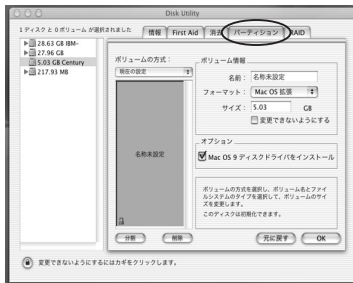 Disk Utility
1 ディスク と 0 ボリューム が選択されました
情報
First Aid
消去
パーティション
RAID
28.63 GB IBM-
27.96 GB
5.03 GB Century
217.93 MB
ボリュームの方式：
現在の設定
名称未設定
分割
削除
ボリューム情報
名前： 名称未設定
フォーマット： Mac OS 拡張
サイズ： 5.03 GB
変更できないようにする
オプション
Mac OS 9 ディスクドライバをインストール
ボリュームの方式を選択し、ボリューム名とファイ
ルシステムのタイプを選択して、ボリュームのサイ
ズを変更します。
このディスクは初期化できます。
元に戻す
OK
変更できないようにするにはカギをクリックします。